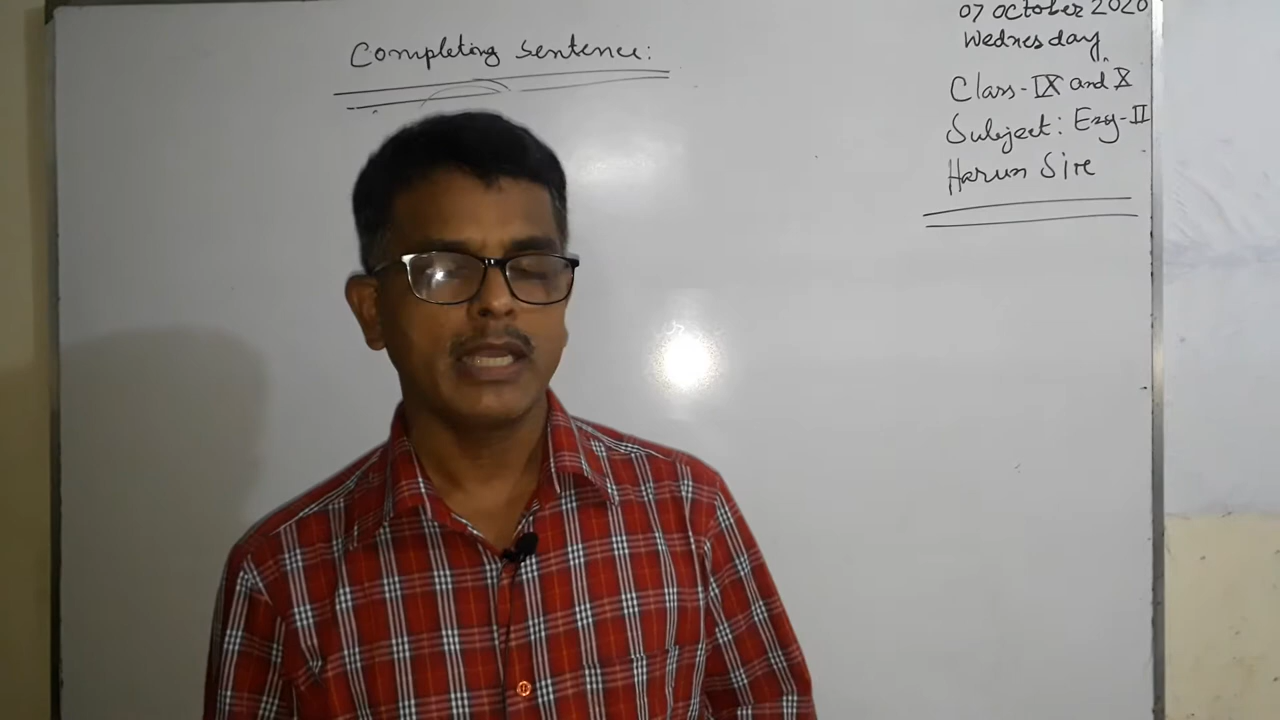 Completing Sentence:
07 October 2020
Wednesday
Class-IX and X
Subject: Eng-II
Harun Sire